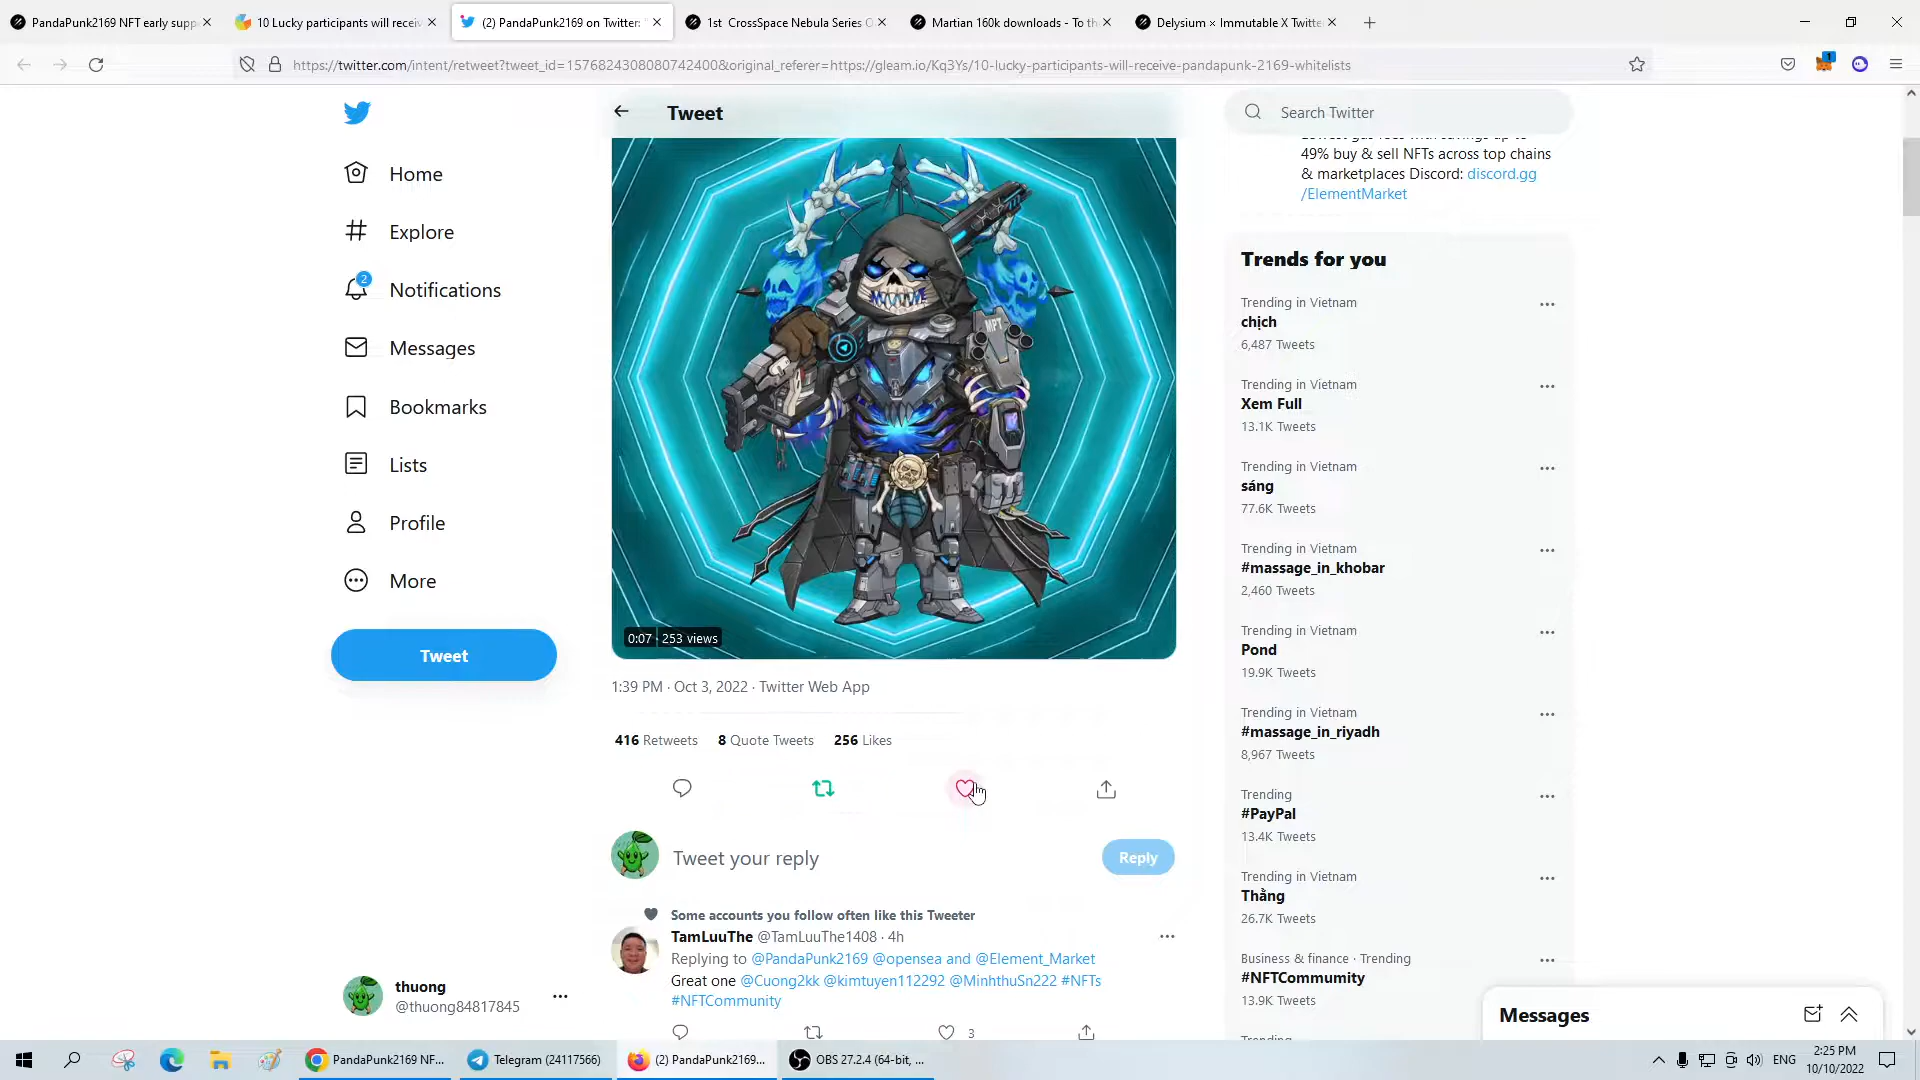 PandaPunk2169 NFT early supp
10 Lucky participants will receiv
(2) PandaPunk2169 on Twitter:
1st CrossSpace Nebula Series O
Martian 160k downloads - To th
Delysium × Immutable X Twitte
https://twitter.com/intent/retweet?tweet_id=1576824308080742400&original_referer=https://gleam.io/Kq3Ys/10-lucky-participants-will-receive-pandapunk-2169-whitelists
1
Home
Explore
2
Notifications
Messages
Bookmarks
Lists
Profile
More
Tweet
thuong
@thuong84817845
Tweet
MPT
0:07 · 253 views
1:39 PM · Oct 3, 2022 · Twitter Web App
416 Retweets 8 Quote Tweets 256 Likes
Tweet your reply
Reply
Some accounts you follow often like this Tweeter
TamLuuThe @TamLuuThe1408 · 4h
Replying to @PandaPunk2169 @opensea and @Element_Market
Great one @Cuong2kk @kimtuyen112292 @MinhthuSn222 #NFTs
#NFTCommunity
3
Search Twitter
49% buy & sell NFTs across top chains
& marketplaces Discord: discord.gg
/ElementMarket
Trends for you
Trending in Vietnam
chịch
6,487 Tweets
Trending in Vietnam
Xem Full
13.1K Tweets
Trending in Vietnam
sáng
77.6K Tweets
Trending in Vietnam
#massage_in_khobar
2,460 Tweets
Trending in Vietnam
Pond
19.9K Tweets
Trending in Vietnam
#massage_in_riyadh
8,967 Tweets
Trending
#PayPal
13.4K Tweets
Trending in Vietnam
Thằng
26.7K Tweets
Business & finance · Trending
#NFTCommumity
13.9K Tweets
Messages
PandaPunk2169 NF...
Telegram (24117566)
(2) PandaPunk2169...
OBS 27.2.4 (64-bit, ...
ENG
2:25 PM
10/10/2022